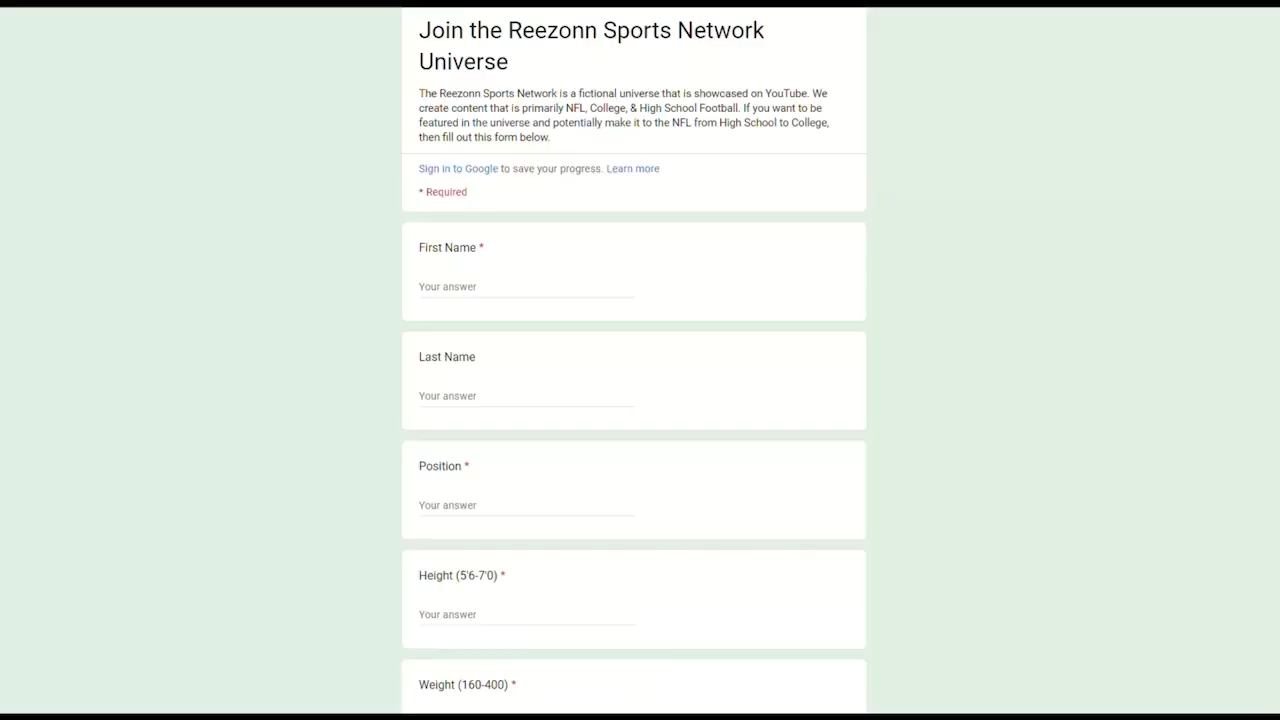 Join the Reezonn Sports Network
Universe
The Reezonn Sports Network is a fictional universe that is showcased on YouTube. We
create content that is primarily NFL, College, & High School Football. If you want to be
featured in the universe and potentially make it to the NFL from High School to College,
then fill out this form below.
Sign in to Google to save your progress. Learn more
* Required
First Name *
Your answer
Last Name
Your answer
Position *
Your answer
Height (5'6-7'0) *
Your answer
Weight (160-400) *